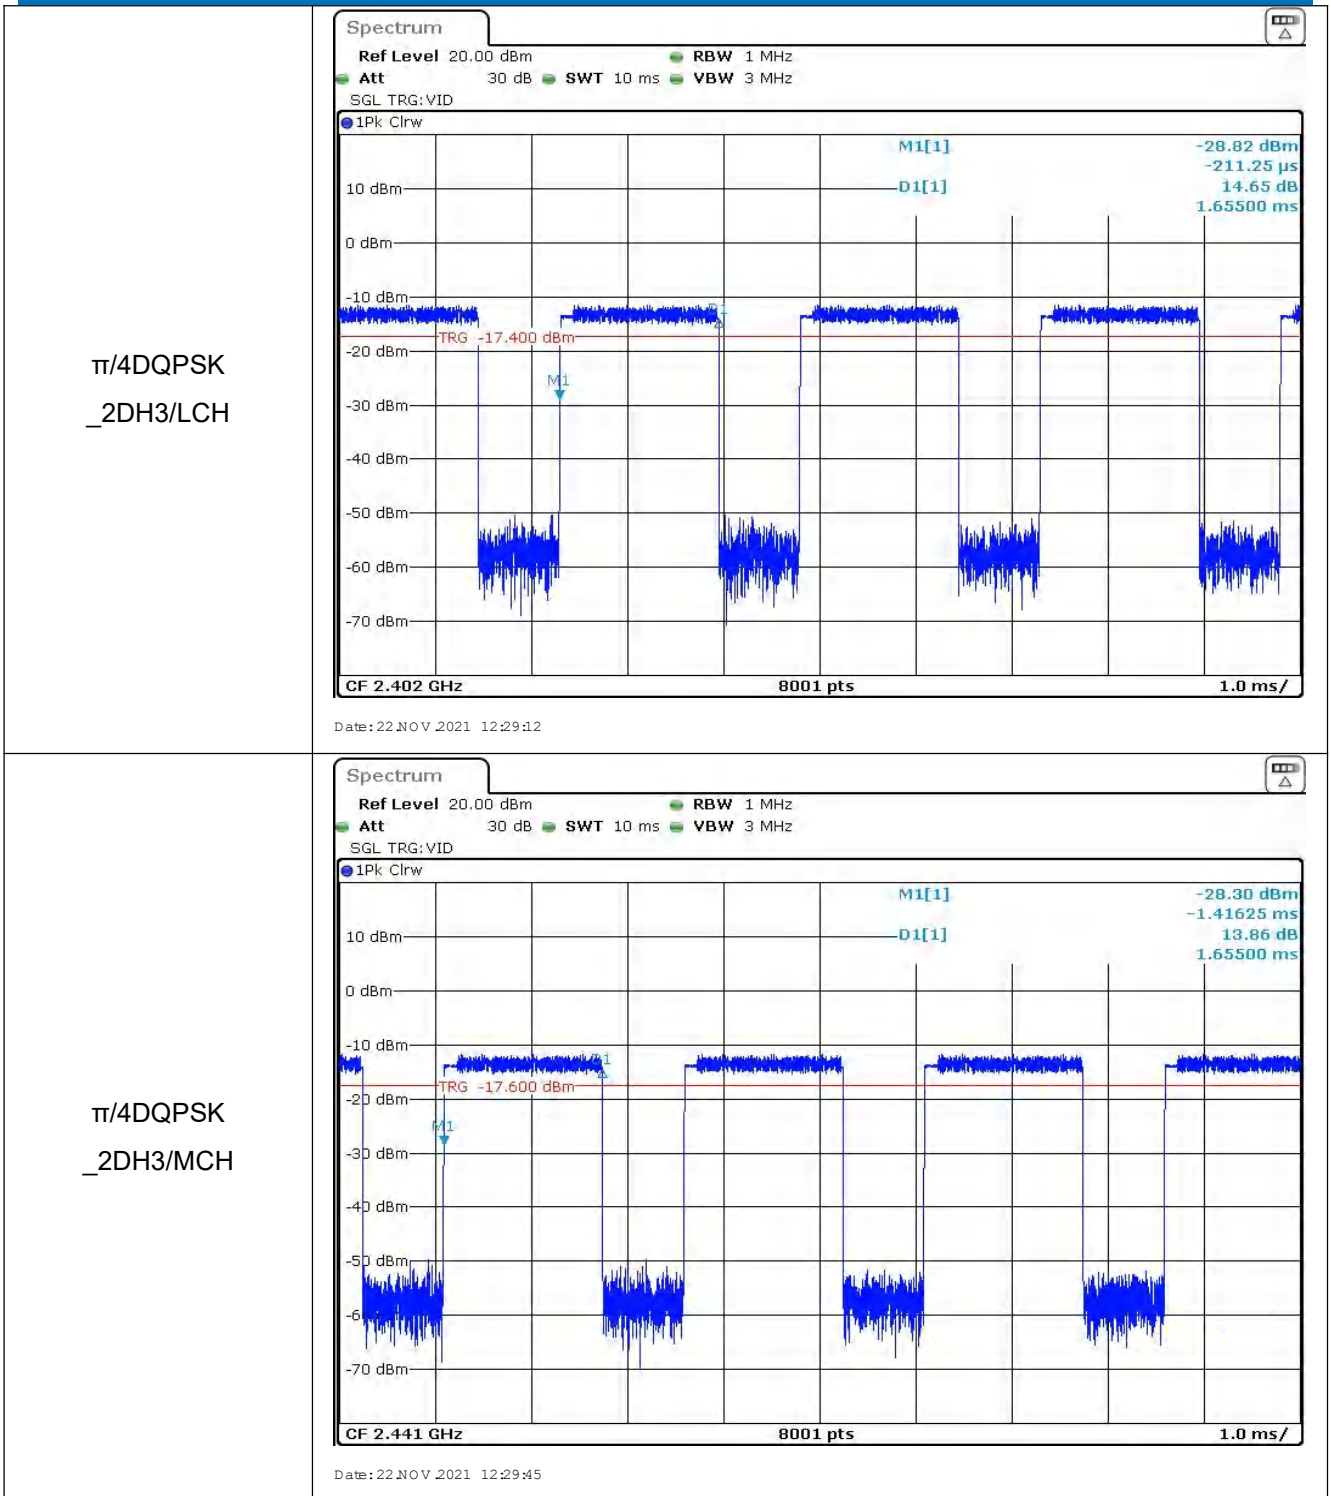 π/4DQPSK
_2DH3/LCH
Spectrum
Ref Level 20.00 dBm RBW 1 MHz
Att 30 dB SWT 10 ms VBW 3 MHz
SGL TRG:VID
1Pk Clrw
M1[1] -28.82 dBm
-211.25 µs
10 dBm D1[1] 14.65 dB
1.65500 ms
0 dBm
-10 dBm
D1
TRG -17.400 dBm
-20 dBm
M1
-30 dBm
-40 dBm
-50 dBm
-60 dBm
-70 dBm
CF 2.402 GHz 8001 pts 1.0 ms/
Date: 22.NOV.2021 12:29:12
π/4DQPSK
_2DH3/MCH
Spectrum
Ref Level 20.00 dBm RBW 1 MHz
Att 30 dB SWT 10 ms VBW 3 MHz
SGL TRG:VID
1Pk Clrw
M1[1] -28.30 dBm
-1.41625 ms
10 dBm D1[1] 13.86 dB
1.65500 ms
0 dBm
-10 dBm
D1
TRG -17.600 dBm
-20 dBm
M1
-30 dBm
-40 dBm
-50 dBm
-70 dBm
CF 2.441 GHz 8001 pts 1.0 ms/
Date: 22.NOV.2021 12:29:45